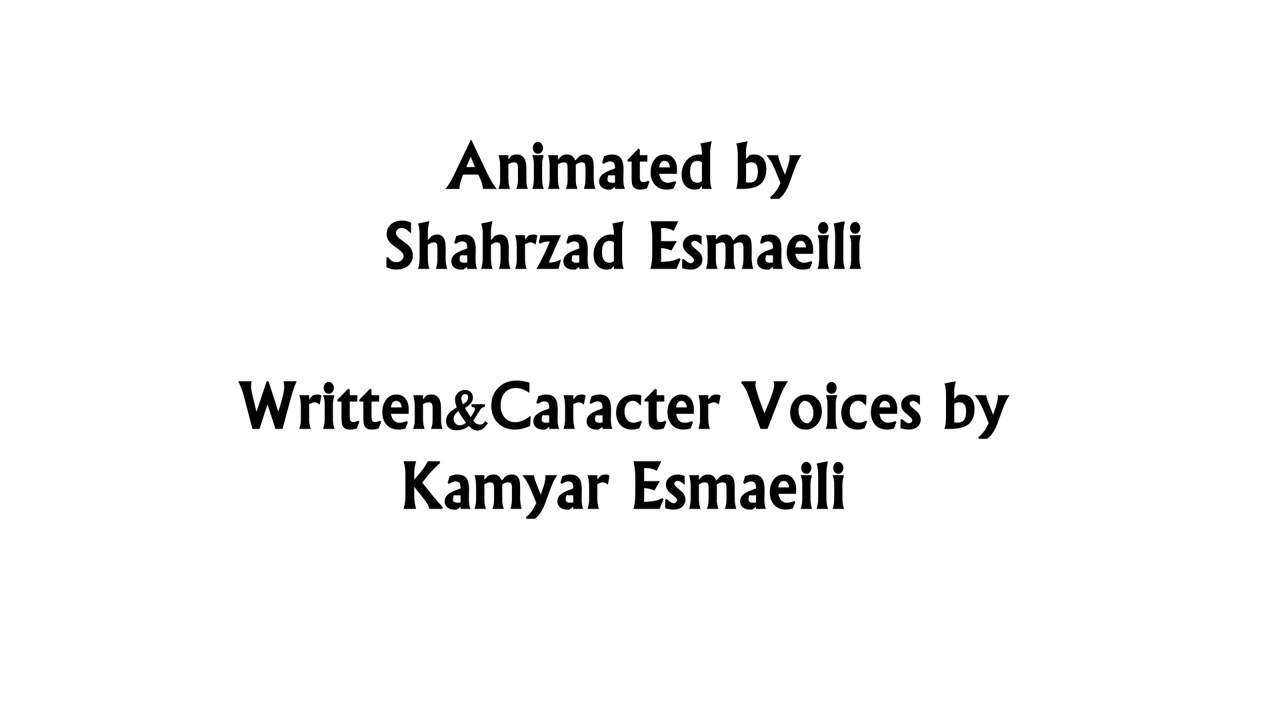 Animated by
Shahrzad Esmaeili
Written&Caracter Voices by
Kamyar Esmaeili